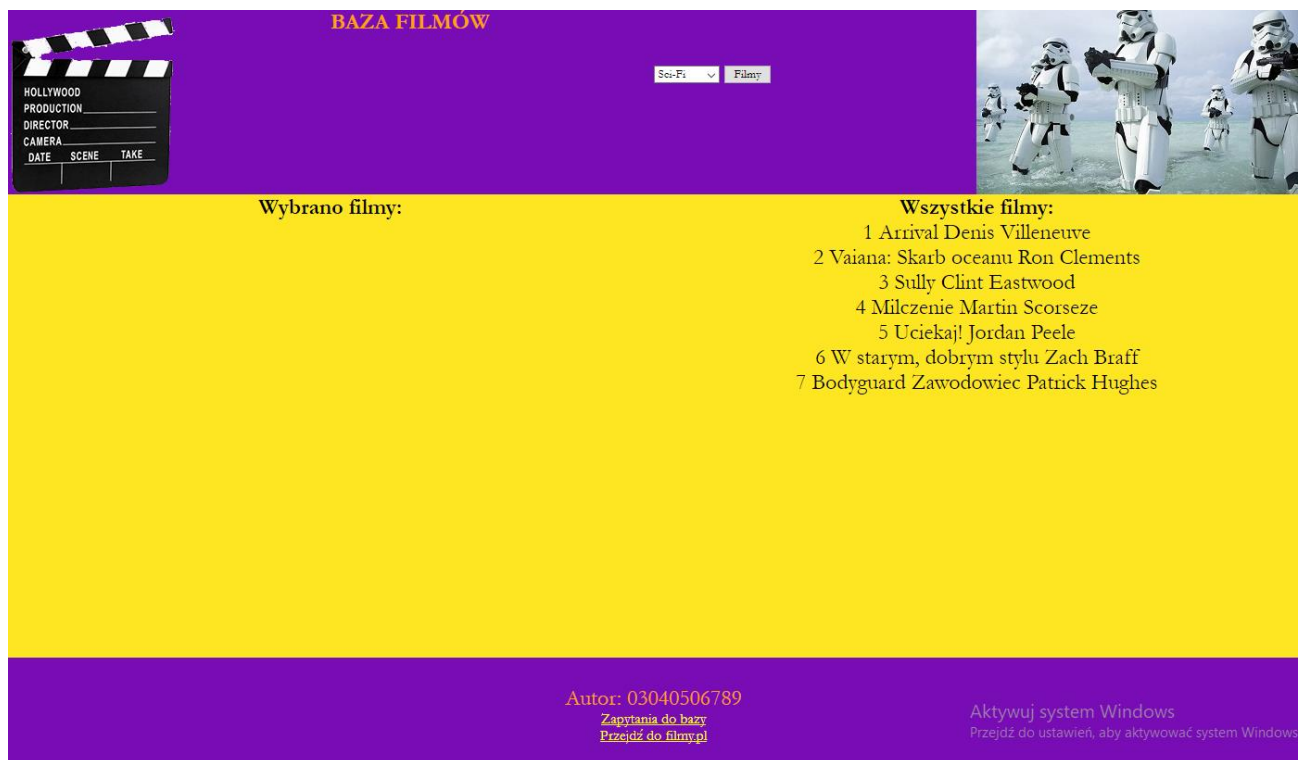 BAZA FILMÓW
Sci-Fi Filmy
HOLLYWOOD
PRODUCTION
DIRECTOR
CAMERA
DATE SCENE TAKE
Wybrano filmy:
Wszystkie filmy:
1 Arrival Denis Villeneuve
2 Vaiana: Skarb oceanu Ron Clements
3 Sully Clint Eastwood
4 Milczenie Martin Scorseze
5 Uciekaj! Jordan Peele
6 W starym, dobrym stylu Zach Braff
7 Bodyguard Zawodowiec Patrick Hughes
Autor: 03040506789
Zapytania do bazy
Przejdź do filmy.pl
Aktywuj system Windows
Przejdź do ustawień, aby aktywować system Windows